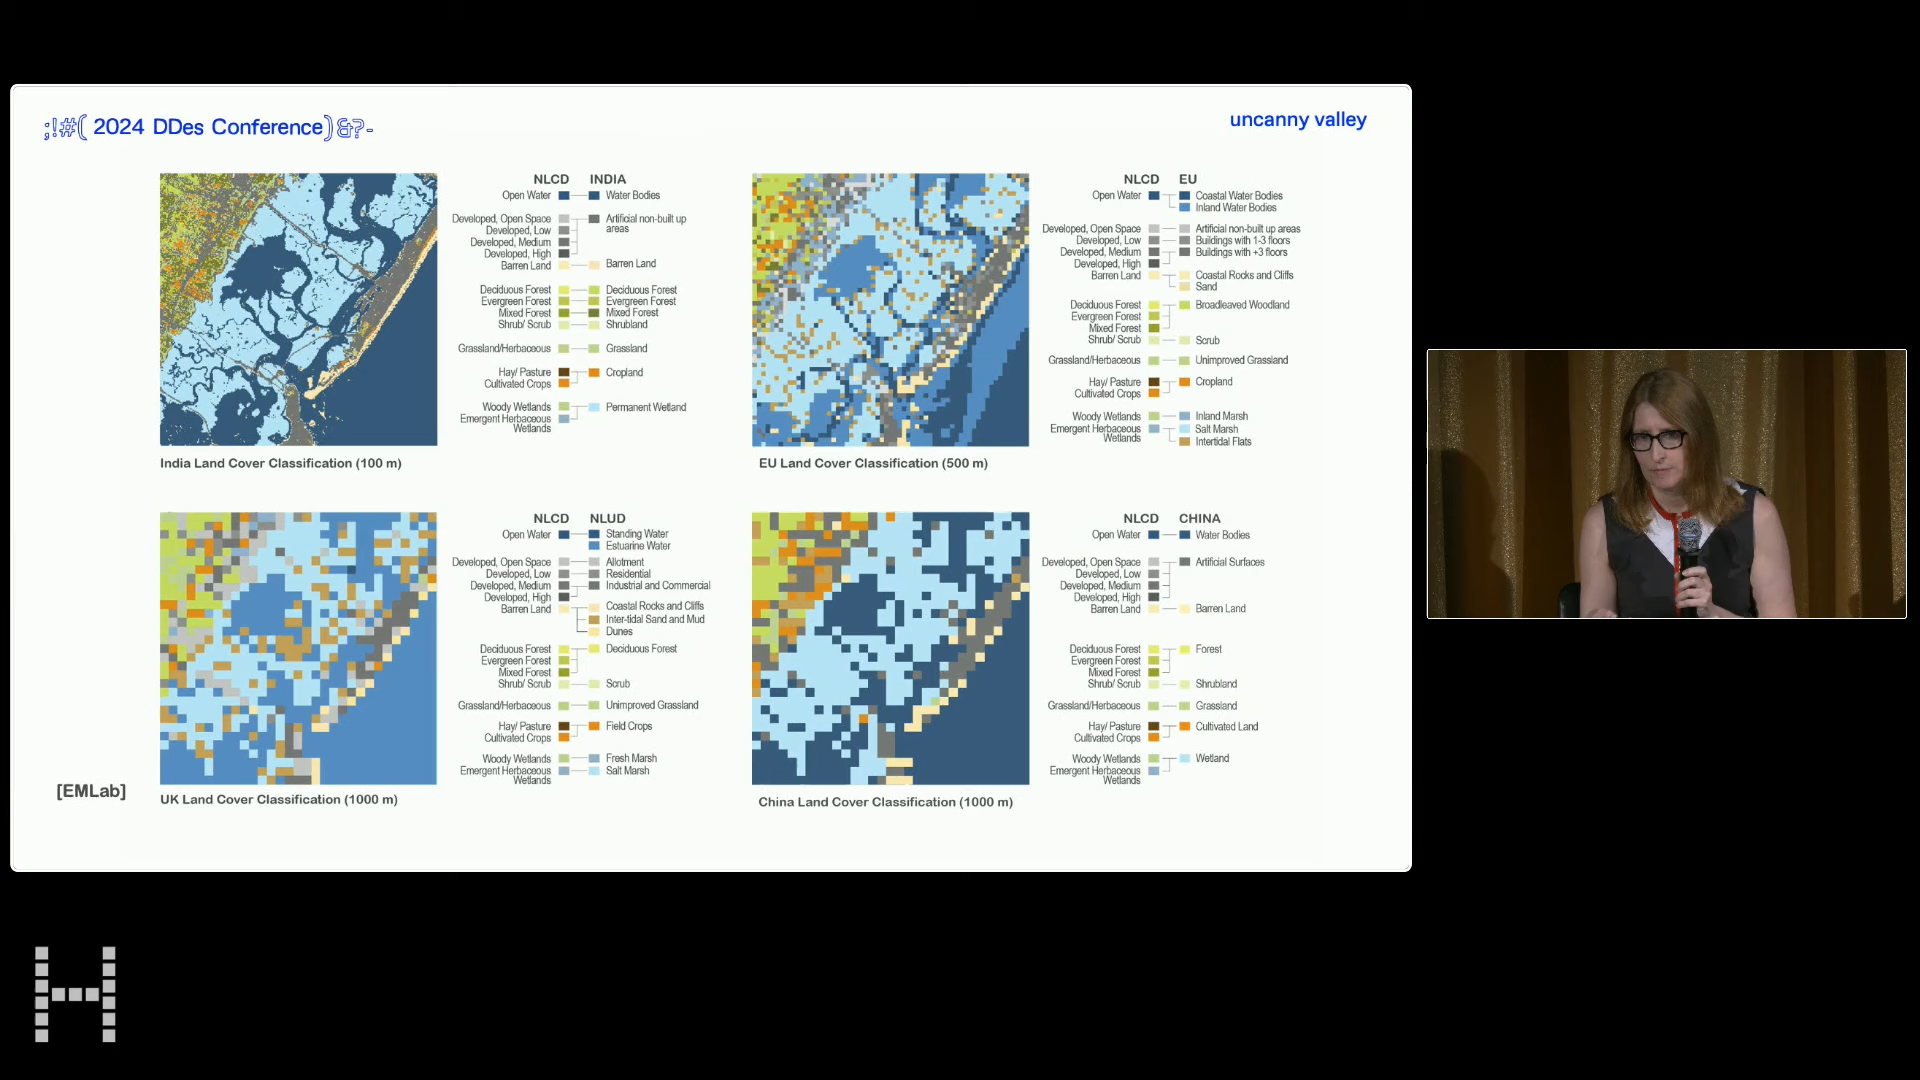 ;!#( 2024 DDes Conference)&?-
uncanny valley
NLCD INDIA
Open Water Water Bodies
Developed, Open Space Artificial non-built up areas
Developed, Low
Developed, Medium
Developed, High
Barren Land Barren Land
Deciduous Forest Deciduous Forest
Evergreen Forest Evergreen Forest
Mixed Forest Mixed Forest
Shrub/ Scrub Shrubland
Grassland/Herbaceous Grassland
Hay/ Pasture Cropland
Cultivated Crops
Woody Wetlands Permanent Wetland
Emergent Herbaceous
Wetlands
India Land Cover Classification (100 m)
NLCD EU
Open Water Coastal Water Bodies
Inland Water Bodies
Developed, Open Space Artificial non-built up areas
Developed, Low Buildings with 1-3 floors
Developed, Medium Buildings with +3 floors
Developed, High
Barren Land Coastal Rocks and Cliffs
Sand
Deciduous Forest Broadleaved Woodland
Evergreen Forest
Mixed Forest
Shrub/ Scrub Scrub
Grassland/Herbaceous Unimproved Grassland
Hay/ Pasture Cropland
Cultivated Crops
Woody Wetlands Inland Marsh
Emergent Herbaceous Salt Marsh
Wetlands Intertidal Flats
EU Land Cover Classification (500 m)
NLCD NLUD
Open Water Standing Water
Estuarine Water
Developed, Open Space Allotment
Developed, Low Residential
Developed, Medium Industrial and Commercial
Developed, High
Barren Land Coastal Rocks and Cliffs
Inter-tidal Sand and Mud
Dunes
Deciduous Forest Deciduous Forest
Evergreen Forest
Mixed Forest
Shrub/ Scrub Scrub
Grassland/Herbaceous Unimproved Grassland
Hay/ Pasture Field Crops
Cultivated Crops
Woody Wetlands Fresh Marsh
Emergent Herbaceous Salt Marsh
Wetlands
UK Land Cover Classification (1000 m)
NLCD CHINA
Open Water Water Bodies
Developed, Open Space Artificial Surfaces
Developed, Low
Developed, Medium
Developed, High
Barren Land Barren Land
Deciduous Forest Forest
Evergreen Forest
Mixed Forest
Shrub/ Scrub Shrubland
Grassland/Herbaceous Grassland
Hay/ Pasture Cultivated Land
Cultivated Crops
Woody Wetlands Wetland
Emergent Herbaceous
Wetlands
China Land Cover Classification (1000 m)
[EMLab]
H